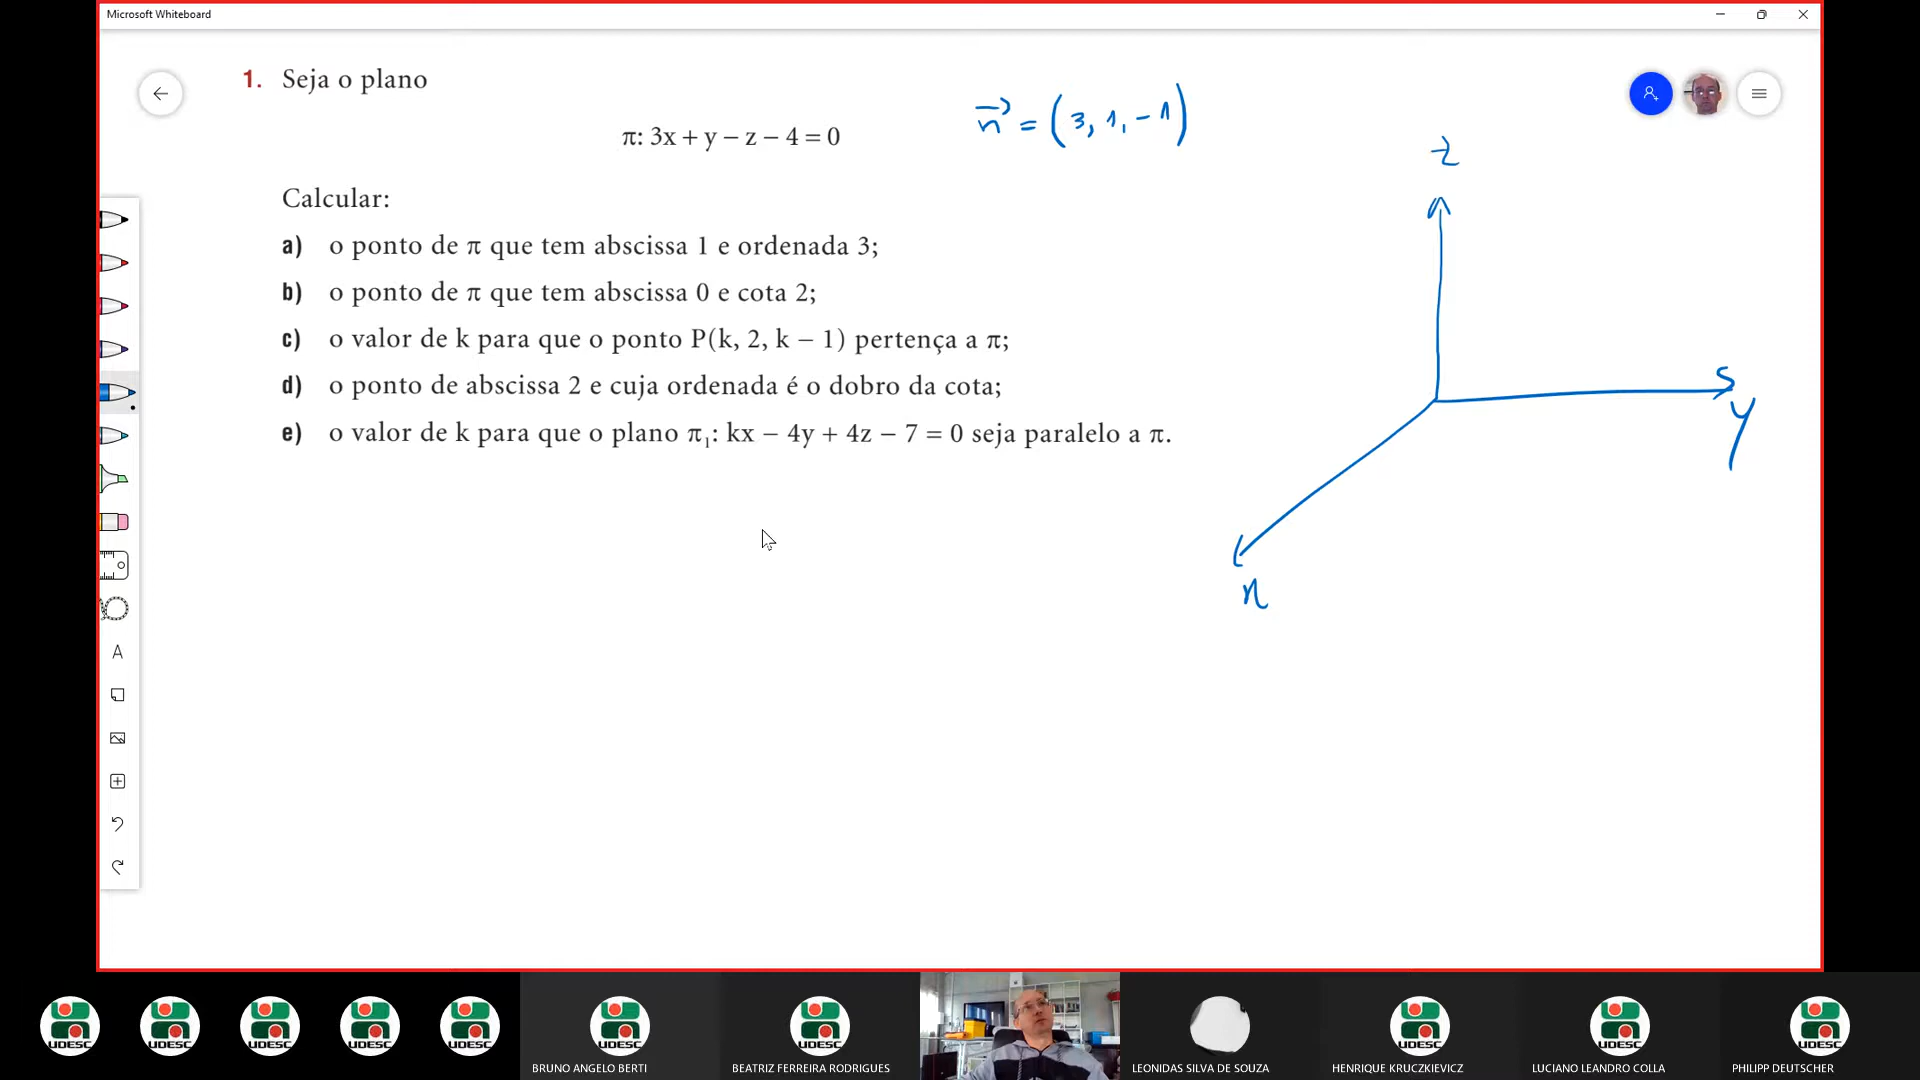 Microsoft Whiteboard
1. Seja o plano
π: 3x + y − z − 4 = 0
n⃗ = (3, 1, −1)
z
Calcular:
a) o ponto de π que tem abscissa 1 e ordenada 3;
b) o ponto de π que tem abscissa 0 e cota 2;
c) o valor de k para que o ponto P(k, 2, k − 1) pertença a π;
d) o ponto de abscissa 2 e cuja ordenada é o dobro da cota;
y
e) o valor de k para que o plano π₁: kx − 4y + 4z − 7 = 0 seja paralelo a π.
x
A
UDESC UDESC UDESC UDESC UDESC UDESC UDESC UDESC UDESC UDESC
BRUNO ANGELO BERTI BEATRIZ FERREIRA RODRIGUES LEONIDAS SILVA DE SOUZA HENRIQUE KRUCZKIEVICZ LUCIANO LEANDRO COLLA PHILIPP DEUTSCHER